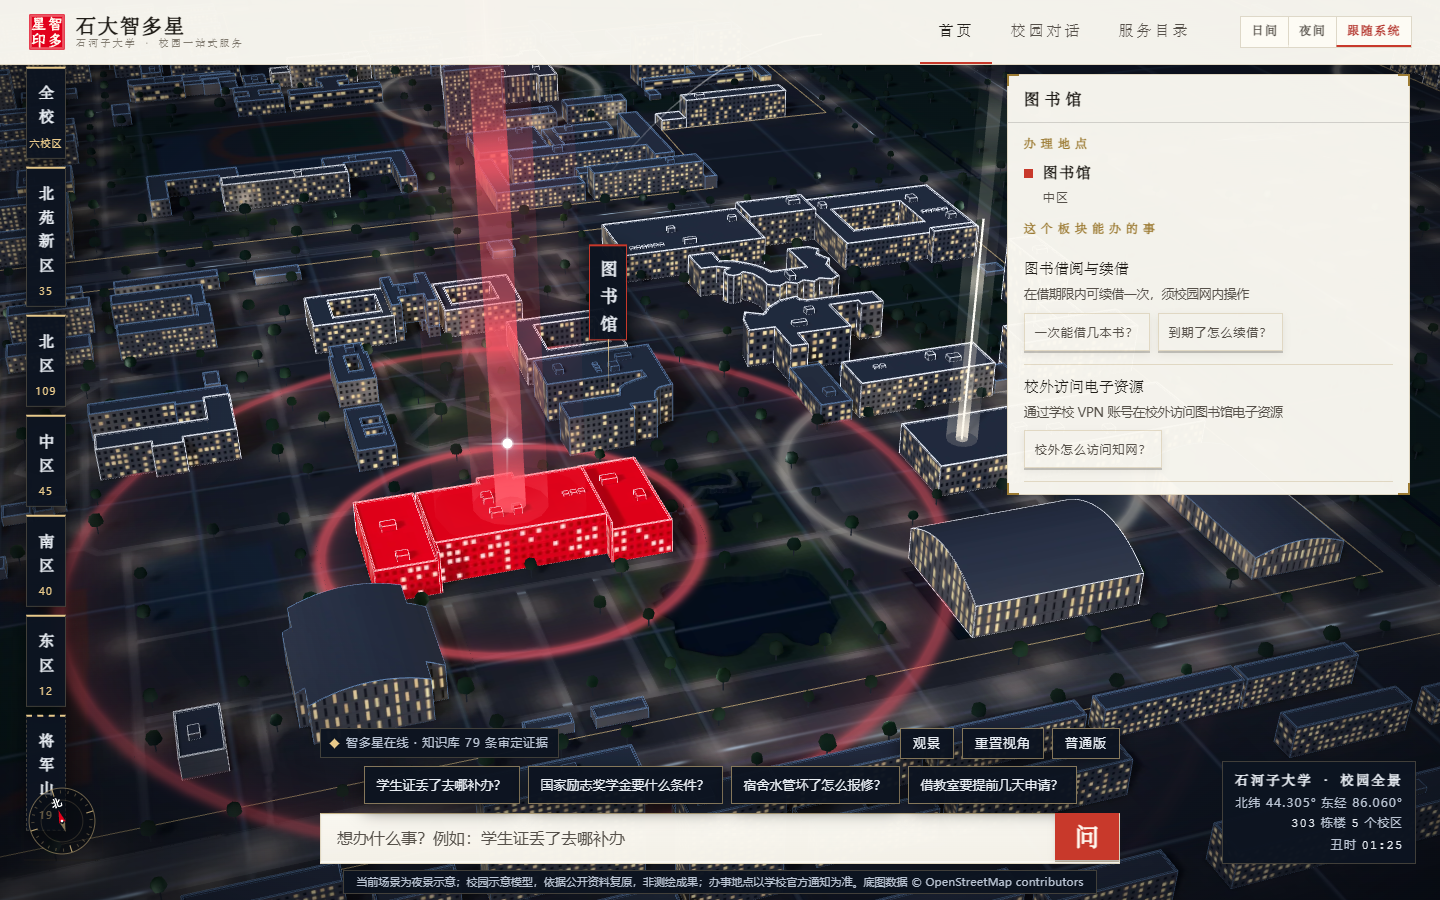 智多星印
石大智多星
石河子大学 · 校园一站式服务
首页
校园对话
服务目录
日间
夜间
跟随系统
全校
六校区
北苑新区
35
北区
109
中区
45
南区
40
东区
12
将军山
19
北
图书馆
图书馆
办理地点
图书馆
中区
这个板块能办的事
图书借阅与续借
在借期限内可续借一次，须校园网内操作
一次能借几本书？
到期了怎么续借？
校外访问电子资源
通过学校 VPN 账号在校外访问图书馆电子资源
校外怎么访问知网？
智多星在线 · 知识库 79 条审定证据
观景
重置视角
普通版
学生证丢了去哪补办？
国家励志奖学金要什么条件？
宿舍水管坏了怎么报修？
借教室要提前几天申请？
想办什么事？例如：学生证丢了去哪补办
问
当前场景为夜景示意；校园示意模型，依据公开资料复原，非测绘成果；办事地点以学校官方通知为准。底图数据 © OpenStreetMap contributors
石河子大学 · 校园全景
北纬 44.305° 东经 86.060°
303 栋楼 5 个校区
丑时 01:25